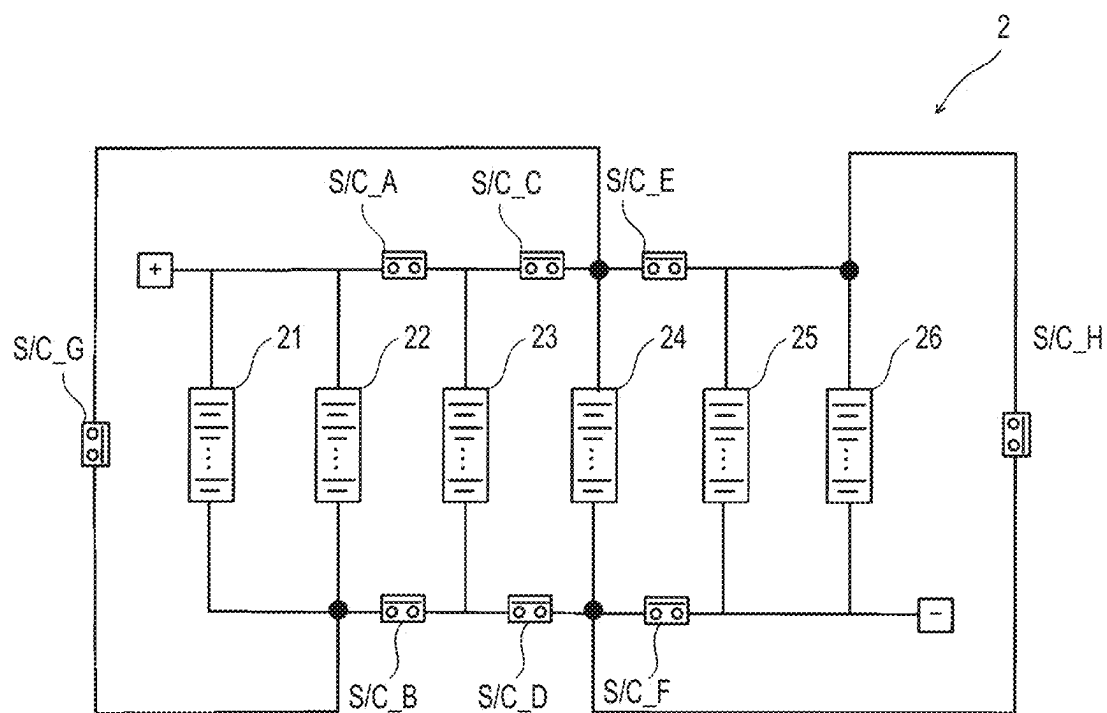 2
S/C_A
S/C_C
S/C_E
+
S/C_G
21
22
23
24
25
26
S/C_H
-
S/C_B
S/C_D
S/C_F